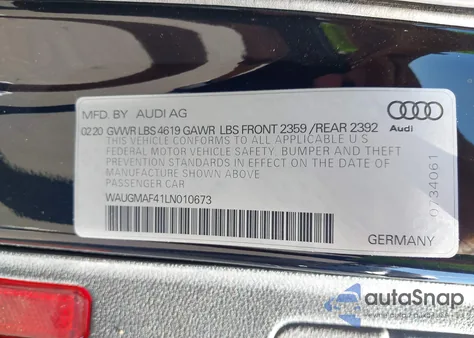 MFD. BY AUDI AG
02.20 GVWR LBS 4619 GAWR LBS FRONT 2359 /REAR 2392
THIS VEHICLE CONFORMS TO ALL APPLICABLE U.S
FEDERAL MOTOR VEHICLE SAFETY, BUMPER AND THEFT
PREVENTION STANDARDS IN EFFECT ON THE DATE OF
MANUFACTURE SHOWN ABOVE
PASSENGER CAR
WAUGMAF41LN010673
Audi
0734061
GERMANY
autoSnap